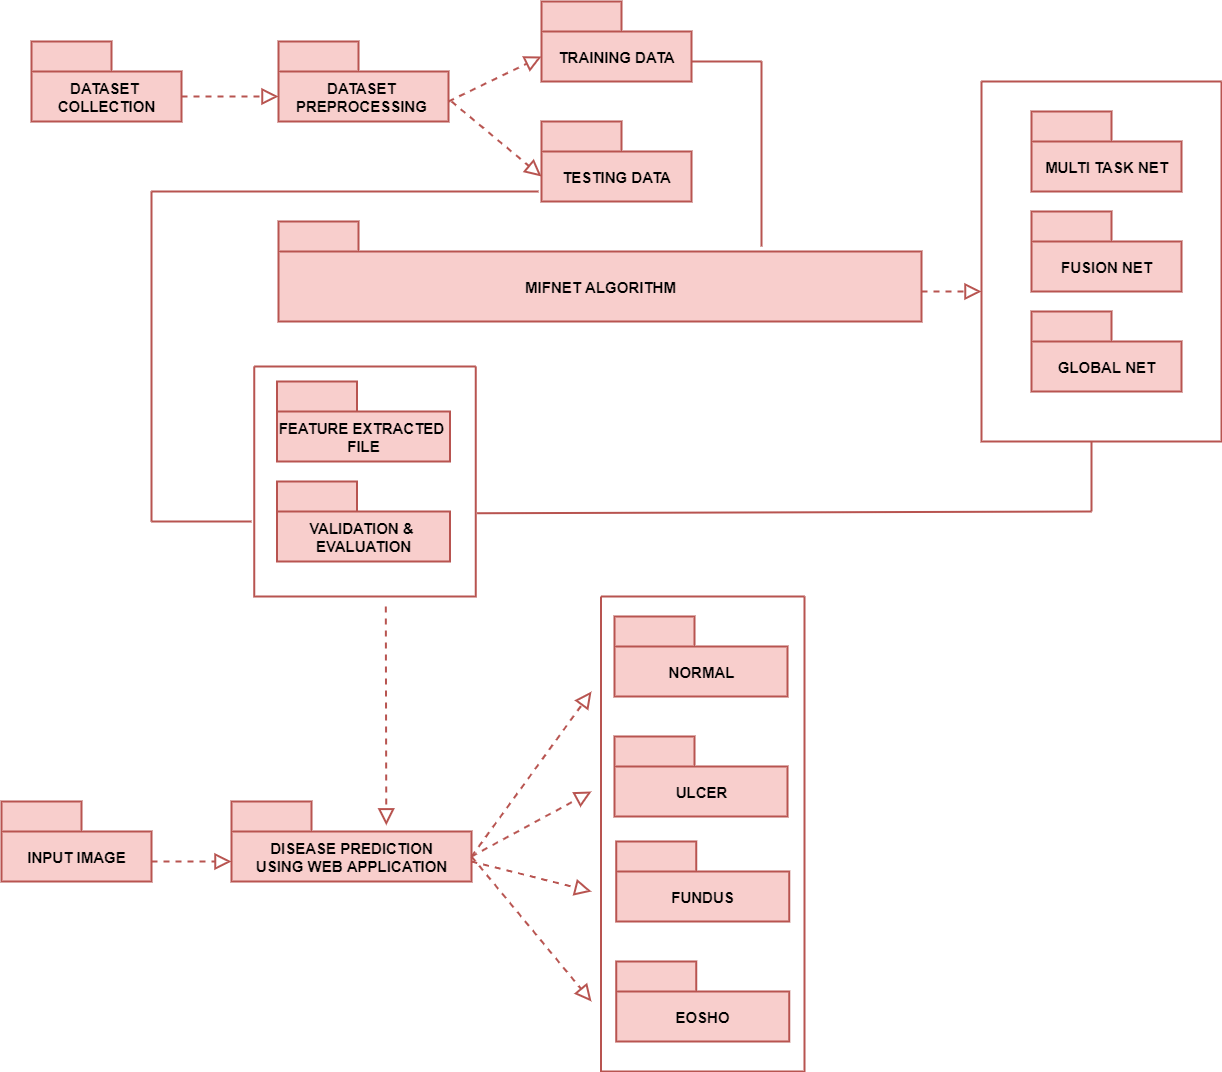 DATASET
COLLECTION
DATASET
PREPROCESSING
TRAINING DATA
TESTING DATA
MIFNET ALGORITHM
MULTI TASK NET
FUSION NET
GLOBAL NET
FEATURE EXTRACTED
FILE
VALIDATION &
EVALUATION
INPUT IMAGE
DISEASE PREDICTION
USING WEB APPLICATION
NORMAL
ULCER
FUNDUS
EOSHO